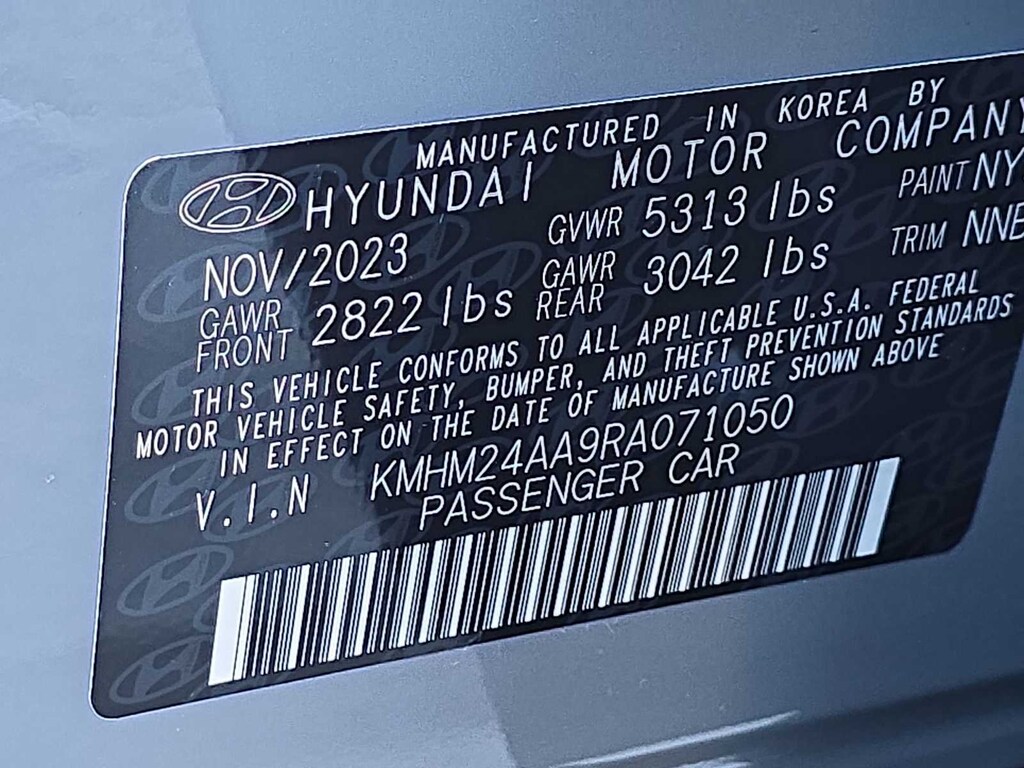 MANUFACTURED IN KOREA BY
HYUNDAI MOTOR COMPANY
NOV/2023 GVWR 5313 lbs PAINT NY
GAWR FRONT 2822 lbs GAWR REAR 3042 lbs TRIM NNB
THIS VEHICLE CONFORMS TO ALL APPLICABLE U.S.A. FEDERAL
MOTOR VEHICLE SAFETY, BUMPER, AND THEFT PREVENTION STANDARDS
IN EFFECT ON THE DATE OF MANUFACTURE SHOWN ABOVE
V.I.N KMHM24AA9RA071050
PASSENGER CAR